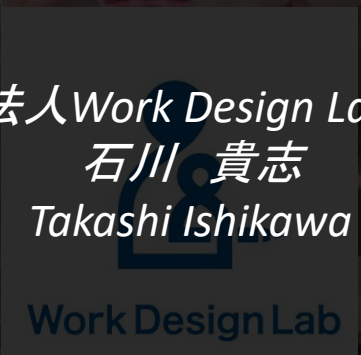 法人Work Design La
石川 貴志
Takashi Ishikawa
Work Design Lab